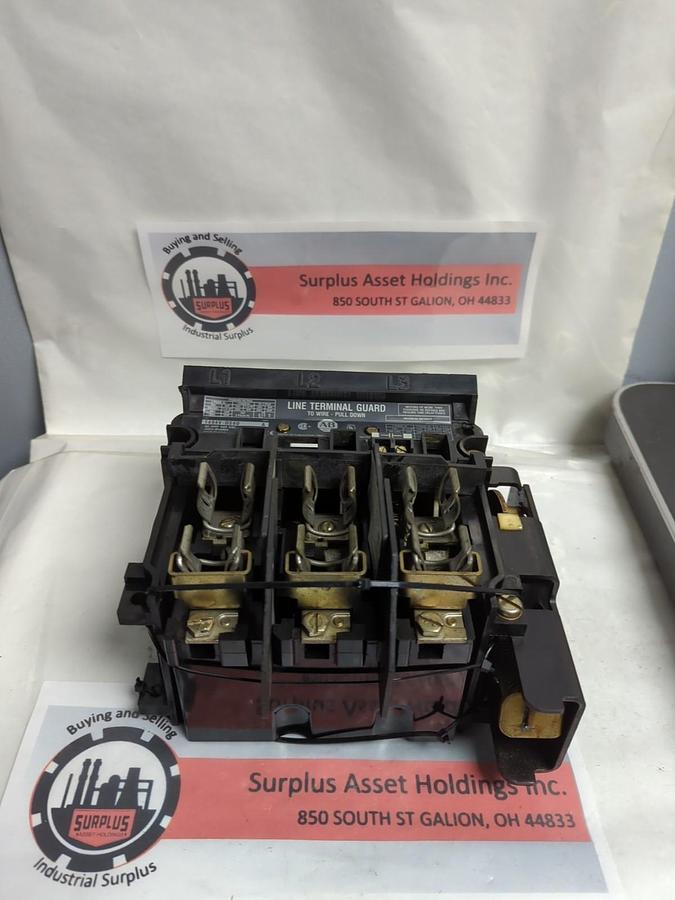 Buying and Selling
SURPLUS
Industrial Surplus
Surplus Asset Holdings Inc.
850 SOUTH ST GALION, OH 44833
L1 L2 L3
LINE TERMINAL GUARD
TO WIRE - PULL DOWN
AB
Buying and Selling
SURPLUS
ASSET HOLDINGS
Industrial Surplus
Surplus Asset Holdings Inc.
850 SOUTH ST GALION, OH 44833